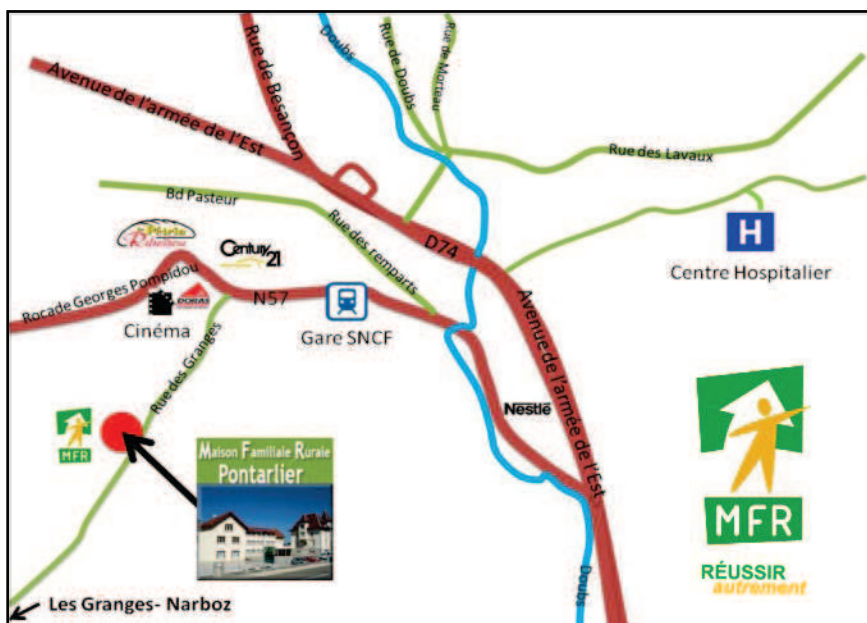 Doubs
Rue de Besançon
Rue de Doubs
Rue de Morteau
Avenue de l'armée de l'Est
Rue des Lavaux
Bd Pasteur
Rue des remparts
D74
H
Centre Hospitalier
Century
21
Rocade Georges Pompidou
DORAS
N57
Cinéma
Gare SNCF
Avenue de l'armée de l'Est
Rue des Granges
Nestlé
MFR
Maison Familiale Rurale
Pontarlier
MFR
RÉUSSIR
autrement
Doubs
Les Granges- Narboz